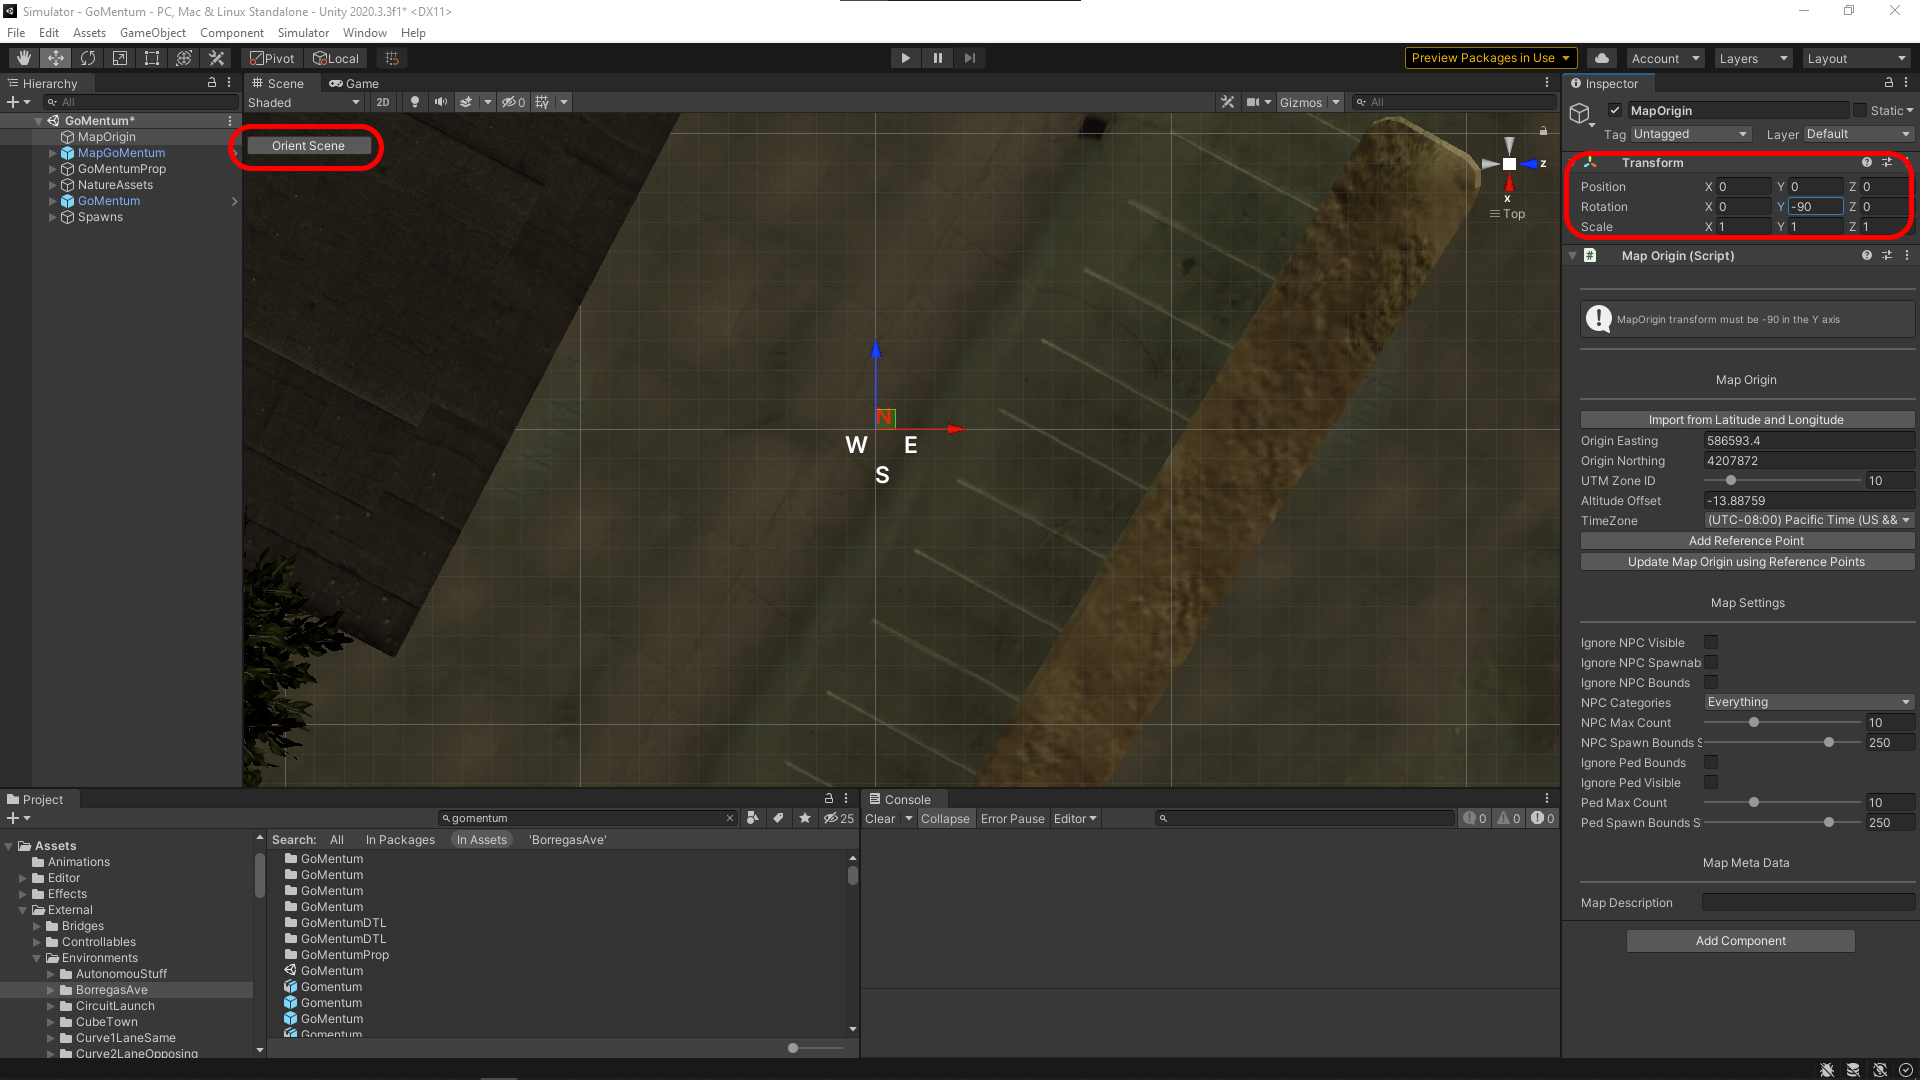 Simulator - GoMentum - PC, Mac & Linux Standalone - Unity 2020.3.3f1* <DX11>
File Edit Assets GameObject Component Simulator Window Help
Pivot Local Preview Packages in Use Account Layers Layout
Hierarchy
All
GoMentum*
MapOrigin
MapGoMentum
GoMentumProp
NatureAssets
GoMentum
Spawns
Scene Game
Shaded 2D 0 Gizmos All
Orient Scene
z
x
Top
N
W E
S
Inspector
MapOrigin Static
Tag Untagged Layer Default
Transform
Position X 0 Y 0 Z 0
Rotation X 0 Y -90 Z 0
Scale X 1 Y 1 Z 1
# Map Origin (Script)
MapOrigin transform must be -90 in the Y axis
Map Origin
Import from Latitude and Longitude
Origin Easting 586593.4
Origin Northing 4207872
UTM Zone ID 10
Altitude Offset -13.88759
TimeZone (UTC-08:00) Pacific Time (US &&
Add Reference Point
Update Map Origin using Reference Points
Map Settings
Ignore NPC Visible
Ignore NPC Spawnab
Ignore NPC Bounds
NPC Categories Everything
NPC Max Count 10
NPC Spawn Bounds S 250
Ignore Ped Bounds
Ignore Ped Visible
Ped Max Count 10
Ped Spawn Bounds S 250
Map Meta Data
Map Description
Add Component
Project
gomentum 25
Assets
Animations
Editor
Effects
External
Bridges
Controllables
Environments
AutonomouStuff
BorregasAve
CircuitLaunch
CubeTown
Curve1LaneSame
Curve2LaneOpposing
Search: All In Packages In Assets 'BorregasAve'
GoMentum
GoMentum
GoMentum
GoMentum
GoMentumDTL
GoMentumDTL
GoMentumProp
GoMentum
Gomentum
Gomentum
GoMentum
Gomentum
Console
Clear Collapse Error Pause Editor 0 0 0